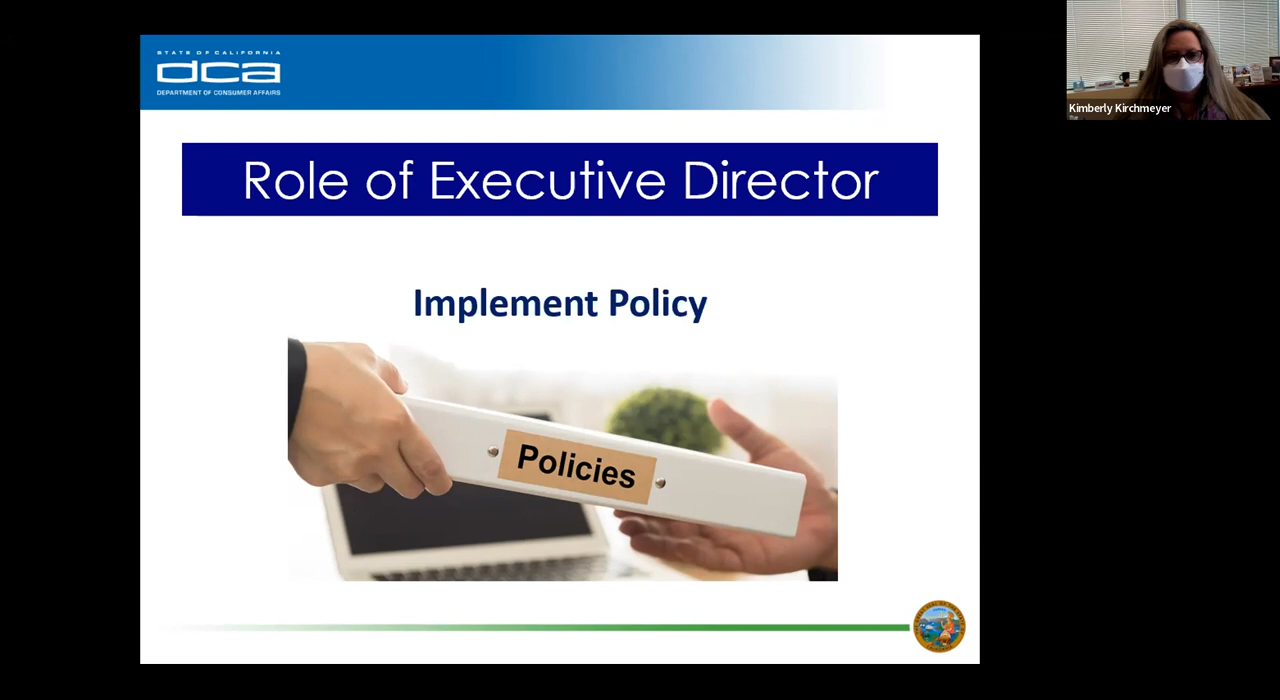 STATE OF CALIFORNIA
dca
DEPARTMENT OF CONSUMER AFFAIRS
Kimberly Kirchmeyer
Role of Executive Director
Implement Policy
Policies